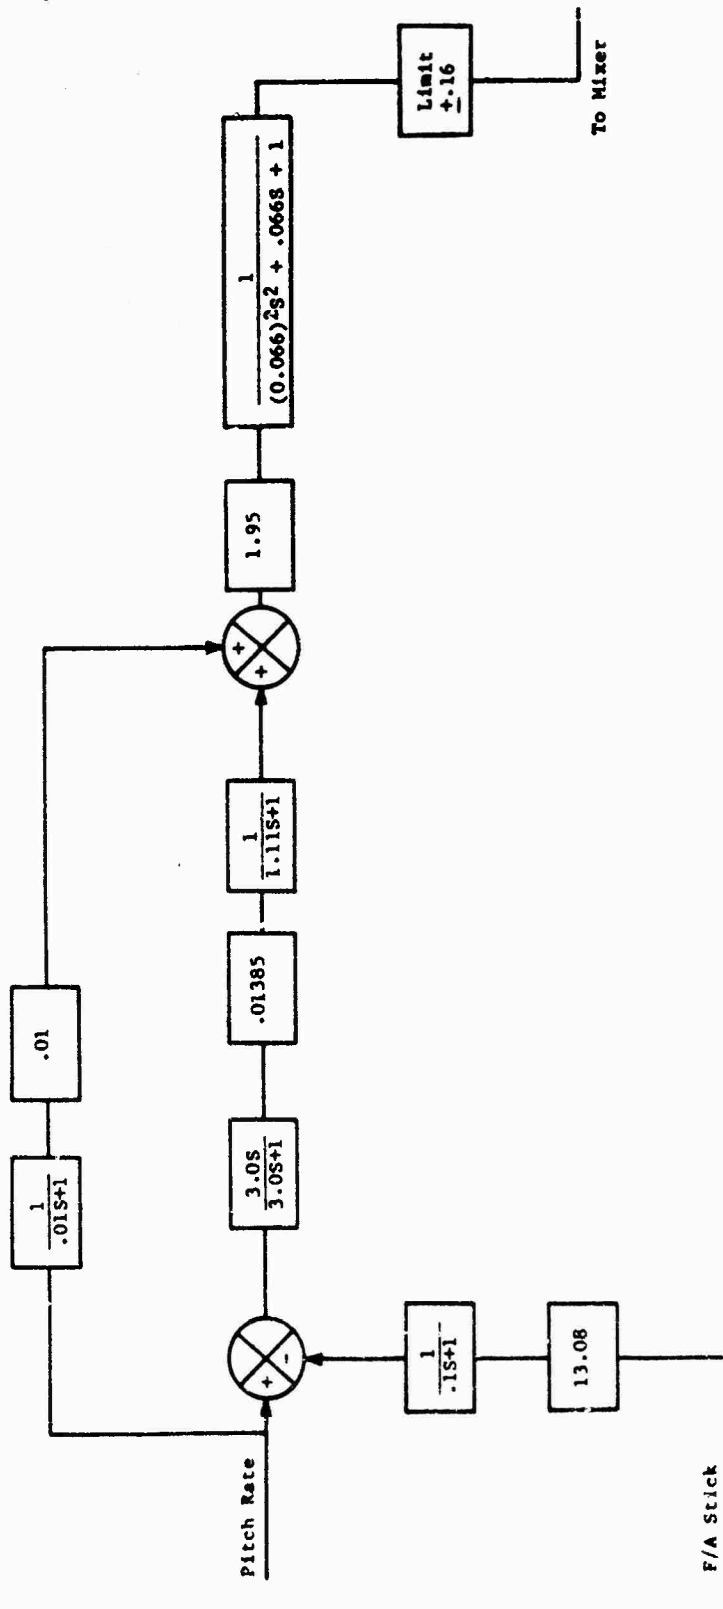 1
.01S+1
.01
Pitch Rate
+
-
3.0S
3.0S+1
.01385
1
1.11S+1
+
+
1.95
1
(0.066)²S² + .066S + 1
Limit
±.16
To Mixer
1
.1S+1
13.08
F/A Stick